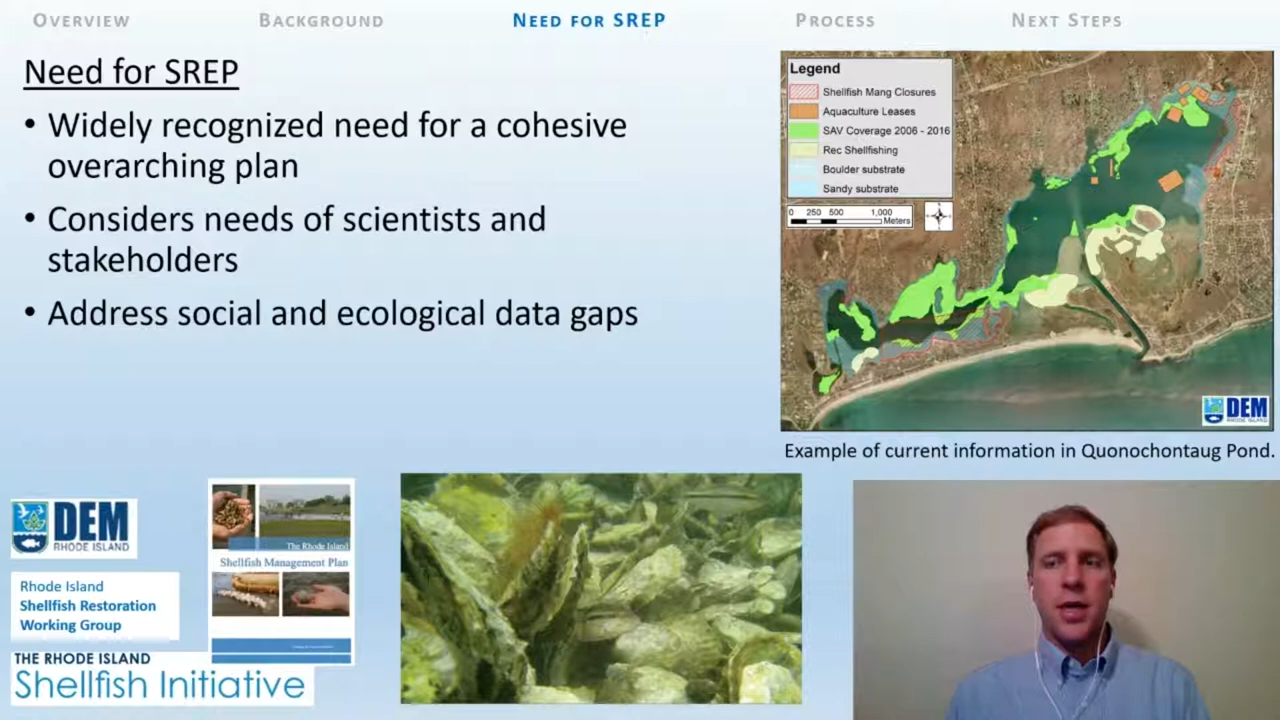 OVERVIEW
BACKGROUND
NEED FOR SREP
PROCESS
NEXT STEPS
Need for SREP
• Widely recognized need for a cohesive
overarching plan
• Considers needs of scientists and
stakeholders
• Address social and ecological data gaps
Legend
Shellfish Mang Closures
Aquaculture Leases
SAV Coverage 2006 - 2016
Rec Shellfishing
Boulder substrate
Sandy substrate
0 250 500 1,000
Meters
DEM
RHODE ISLAND
Example of current information in Quonochontaug Pond.
DEM
RHODE ISLAND
Rhode Island
Shellfish Restoration
Working Group
THE RHODE ISLAND
Shellfish Initiative
The Rhode Island
Shellfish Management Plan